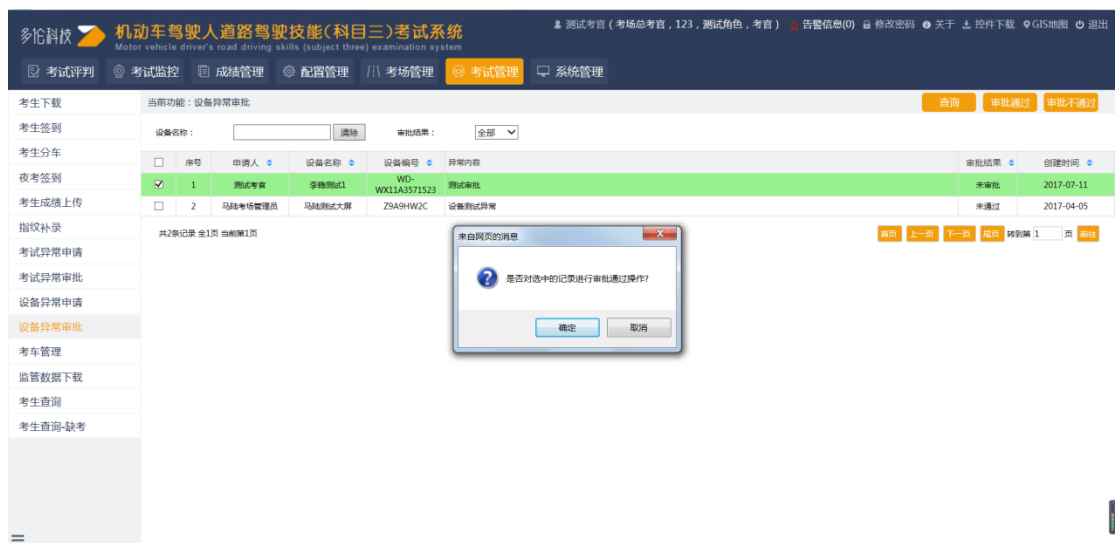 多伦科技 机动车驾驶人道路驾驶技能(科目三)考试系统
Motor vehicle driver's road driving skills (subject three) examination system
测试考官 ( 考场总考官 , 123 , 测试角色 , 考官 ) 告警信息(0) 修改密码 关于 控件下载 GIS地图 退出
考试评判 考试监控 成绩管理 配置管理 考场管理 考试管理 系统管理
考生下载
考生签到
考生分车
夜考签到
考生成绩上传
指纹补录
考试异常申请
考试异常审批
设备异常申请
设备异常审批
考车管理
监管数据下载
考生查询
考生查询-缺考
当前功能 : 设备异常审批 查询 审批通过 审批不通过
设备名称 : 清除 审批结果 : 全部
序号 申请人 设备名称 设备编号 异常内容 审批结果 创建时间
1 测试考官 李稳测试1 WD-WX11A3571523 测试审批 未审批 2017-07-11
2 马陆考场管理员 马陆测试大屏 Z9A9HW2C 设备测试异常 未通过 2017-04-05
共2条记录 全1页 当前第1页 首页 上一页 下一页 尾页 转到第 1 页 前往
来自网页的消息
是否对选中的记录进行审批通过操作?
确定 取消